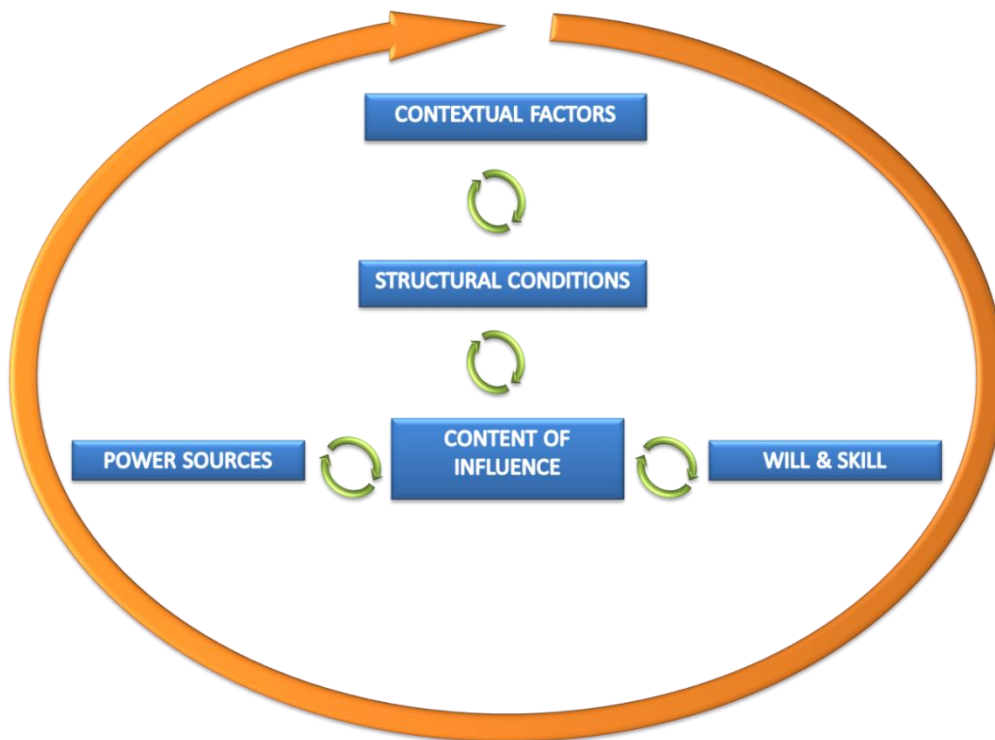 CONTEXTUAL FACTORS
STRUCTURAL CONDITIONS
POWER SOURCES
CONTENT OF
INFLUENCE
WILL & SKILL